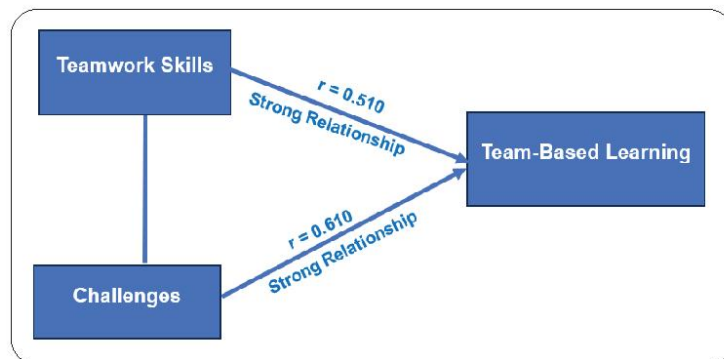 Teamwork Skills
r = 0.510
Strong Relationship
Team-Based Learning
r = 0.610
Strong Relationship
Challenges